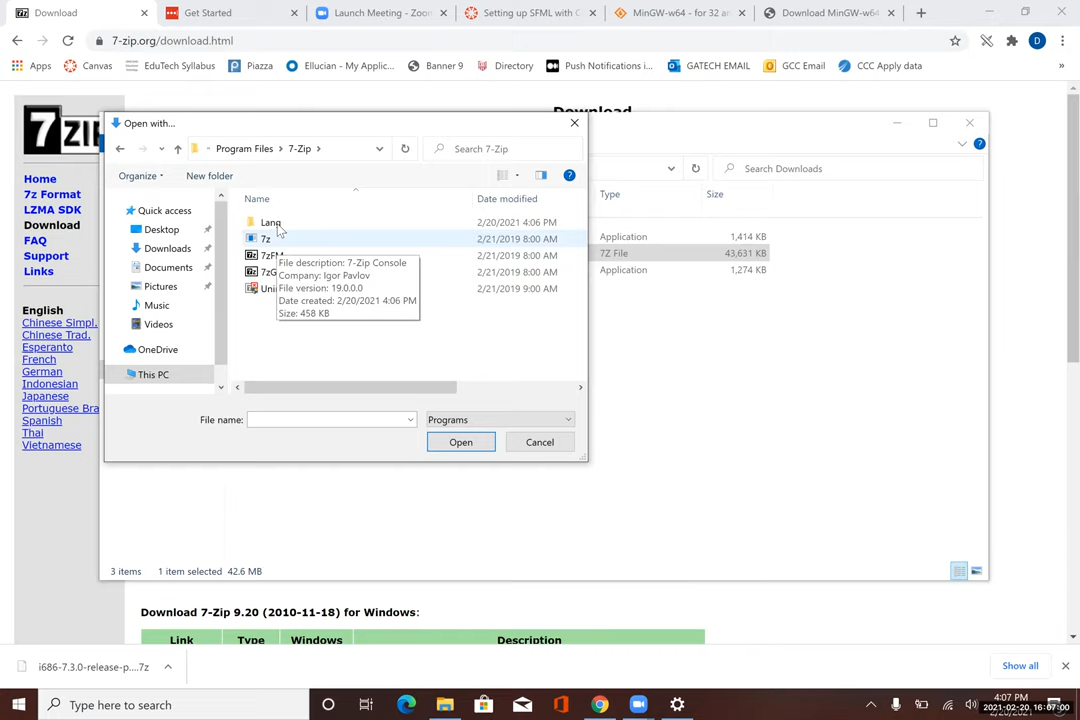 Download
Get Started
Launch Meeting - Zoo
Setting up SFML with C
MinGW-w64 - for 32 an
Download MinGW-w64
7-zip.org/download.html
D
Apps
Canvas
EduTech Syllabus
Piazza
Ellucian - My Applic...
Banner 9
Directory
Push Notifications i...
GATECH EMAIL
GCC Email
CCC Apply data
»
Download
7ZIP
Home
7z Format
LZMA SDK
Download
FAQ
Support
Links
English
Chinese Simpl.
Chinese Trad.
Esperanto
French
German
Indonesian
Japanese
Portuguese Bra
Spanish
Thai
Vietnamese
Open with...
Program Files > 7-Zip >
Search 7-Zip
Organize
New folder
Name
Date modified
Quick access
Desktop
Downloads
Documents
Pictures
Music
Videos
OneDrive
This PC
Lang
2/20/2021 4:06 PM
7z
2/21/2019 8:00 AM
7zFM
2/21/2019 8:00 AM
7zG
2/21/2019 8:00 AM
Unin
2/21/2019 9:00 AM
File description: 7-Zip Console
Company: Igor Pavlov
File version: 19.0.0.0
Date created: 2/20/2021 4:06 PM
Size: 458 KB
File name:
Programs
Open
Cancel
Search Downloads
Type
Size
Application
1,414 KB
7Z File
43,631 KB
Application
1,274 KB
3 items
1 item selected 42.6 MB
Download 7-Zip 9.20 (2010-11-18) for Windows:
Link
Type
Windows
Description
i686-7.3.0-release-p....7z
Show all
Type here to search
4:07 PM
2021-02-20 16:07:00